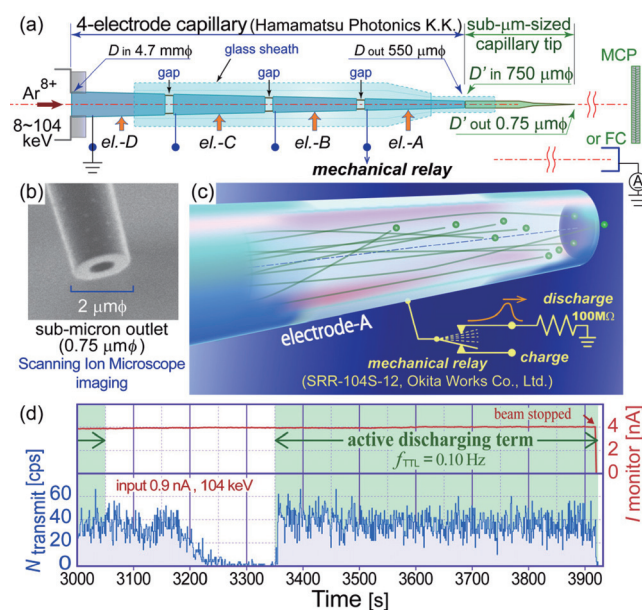 (a)
4-electrode capillary (Hamamatsu Photonics K.K.)
sub-μm-sized
capillary tip
MCP
D in 4.7 mmϕ
glass sheath
D out 550 μmϕ
D' in 750 μmϕ
gap
gap
gap
Ar8+
8~104
keV
el.-D
el.-C
el.-B
el.-A
D' out 0.75 μmϕ
or FC
A
mechanical relay
(b)
2 μmϕ
sub-micron outlet
(0.75 μmϕ)
Scanning Ion Microscope
imaging
(c)
electrode-A
discharge
100MΩ
mechanical relay
charge
(SRR-104S-12, Okita Works Co., Ltd.)
(d)
beam stopped
active discharging term
fTTL = 0.10 Hz
input 0.9 nA , 104 keV
N transmit [cps]
60
40
20
0
4
2
0
I monitor [nA]
3000
3100
3200
3300
3400
3500
3600
3700
3800
3900
Time [s]